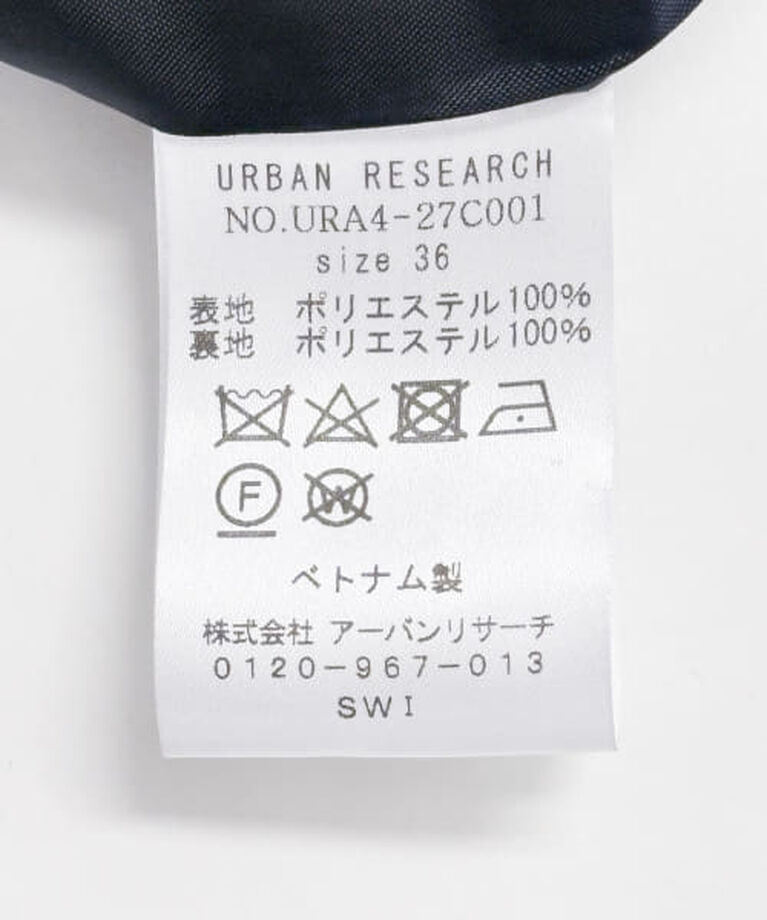 URBAN RESEARCH
NO.URA4-27C001
size 36
表地 ポリエステル100%
裏地 ポリエステル100%
F W
ベトナム製
株式会社 アーバンリサーチ
0120-967-013
SWI